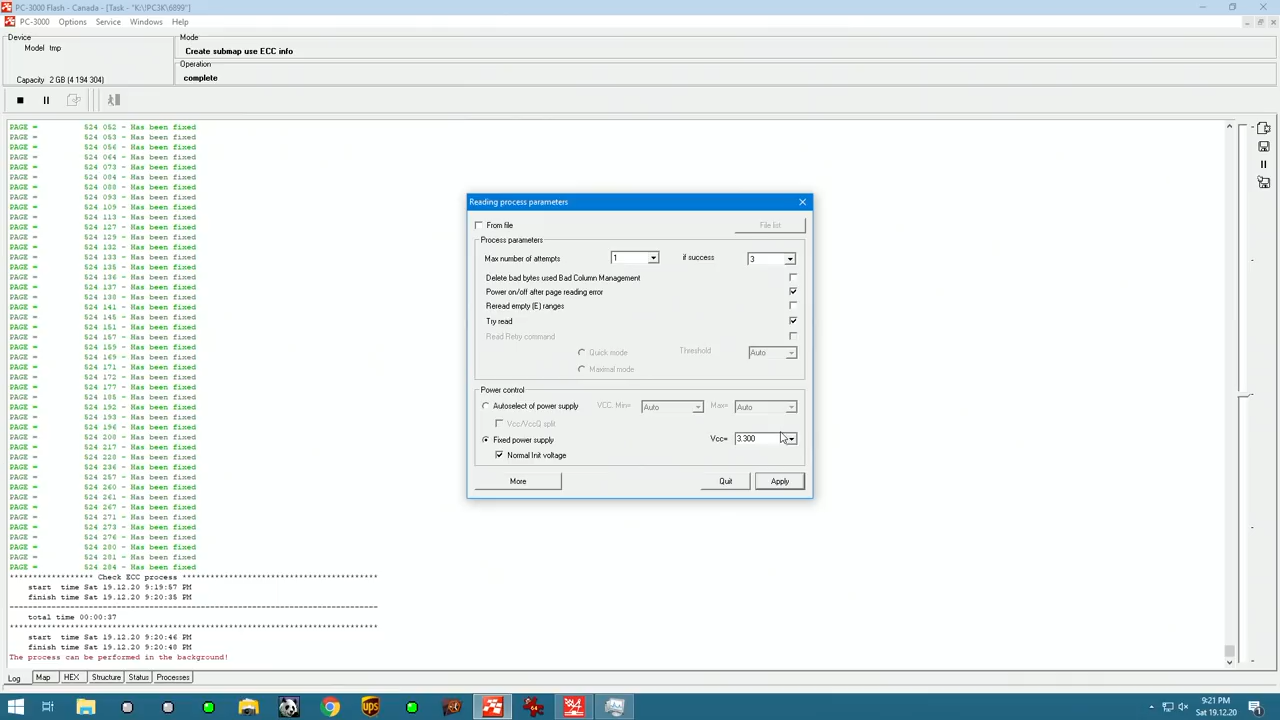 PC-3000 Flash - Canada - [Task - "K:\!PC3K\6899"]
PC-3000 Options Service Windows Help
Device
Model tmp
Capacity 2 GB (4 194 304)
Mode
Create submap use ECC info
Operation
complete
PAGE = 524 052 - Has been fixed
PAGE = 524 053 - Has been fixed
PAGE = 524 056 - Has been fixed
PAGE = 524 064 - Has been fixed
PAGE = 524 073 - Has been fixed
PAGE = 524 084 - Has been fixed
PAGE = 524 088 - Has been fixed
PAGE = 524 093 - Has been fixed
PAGE = 524 109 - Has been fixed
PAGE = 524 113 - Has been fixed
PAGE = 524 127 - Has been fixed
PAGE = 524 129 - Has been fixed
PAGE = 524 132 - Has been fixed
PAGE = 524 133 - Has been fixed
PAGE = 524 135 - Has been fixed
PAGE = 524 136 - Has been fixed
PAGE = 524 137 - Has been fixed
PAGE = 524 138 - Has been fixed
PAGE = 524 141 - Has been fixed
PAGE = 524 145 - Has been fixed
PAGE = 524 151 - Has been fixed
PAGE = 524 157 - Has been fixed
PAGE = 524 159 - Has been fixed
PAGE = 524 169 - Has been fixed
PAGE = 524 171 - Has been fixed
PAGE = 524 172 - Has been fixed
PAGE = 524 177 - Has been fixed
PAGE = 524 185 - Has been fixed
PAGE = 524 192 - Has been fixed
PAGE = 524 193 - Has been fixed
PAGE = 524 196 - Has been fixed
PAGE = 524 217 - Has been fixed
PAGE = 524 218 - Has been fixed
PAGE = 524 228 - Has been fixed
PAGE = 524 236 - Has been fixed
PAGE = 524 257 - Has been fixed
PAGE = 524 260 - Has been fixed
PAGE = 524 261 - Has been fixed
PAGE = 524 267 - Has been fixed
PAGE = 524 271 - Has been fixed
PAGE = 524 273 - Has been fixed
PAGE = 524 276 - Has been fixed
PAGE = 524 280 - Has been fixed
PAGE = 524 281 - Has been fixed
PAGE = 524 284 - Has been fixed
****************** Check ECC process ******************************************
start time Sat 19.12.20 9:19:57 PM
finish time Sat 19.12.20 9:20:35 PM
total time 00:00:37
start time Sat 19.12.20 9:20:46 PM
finish time Sat 19.12.20 9:20:48 PM
The process can be performed in the background!
Reading process parameters
From file File list
Process parameters
Max number of attempts 1 if success 3
Delete bad bytes used Bad Column Management
Power on/off after page reading error
Reread empty (E) ranges
Try read
Read Retry command
Quick mode Threshold Auto
Maximal mode
Power control
Autoselect of power supply VCC. Min= Auto Max= Auto
Vcc/VccQ split
Fixed power supply Vcc= 3.300
Normal Init voltage
More Quit Apply
Log Map HEX Structure Status Processes
ups
9:21 PM
Sat 19.12.20
1